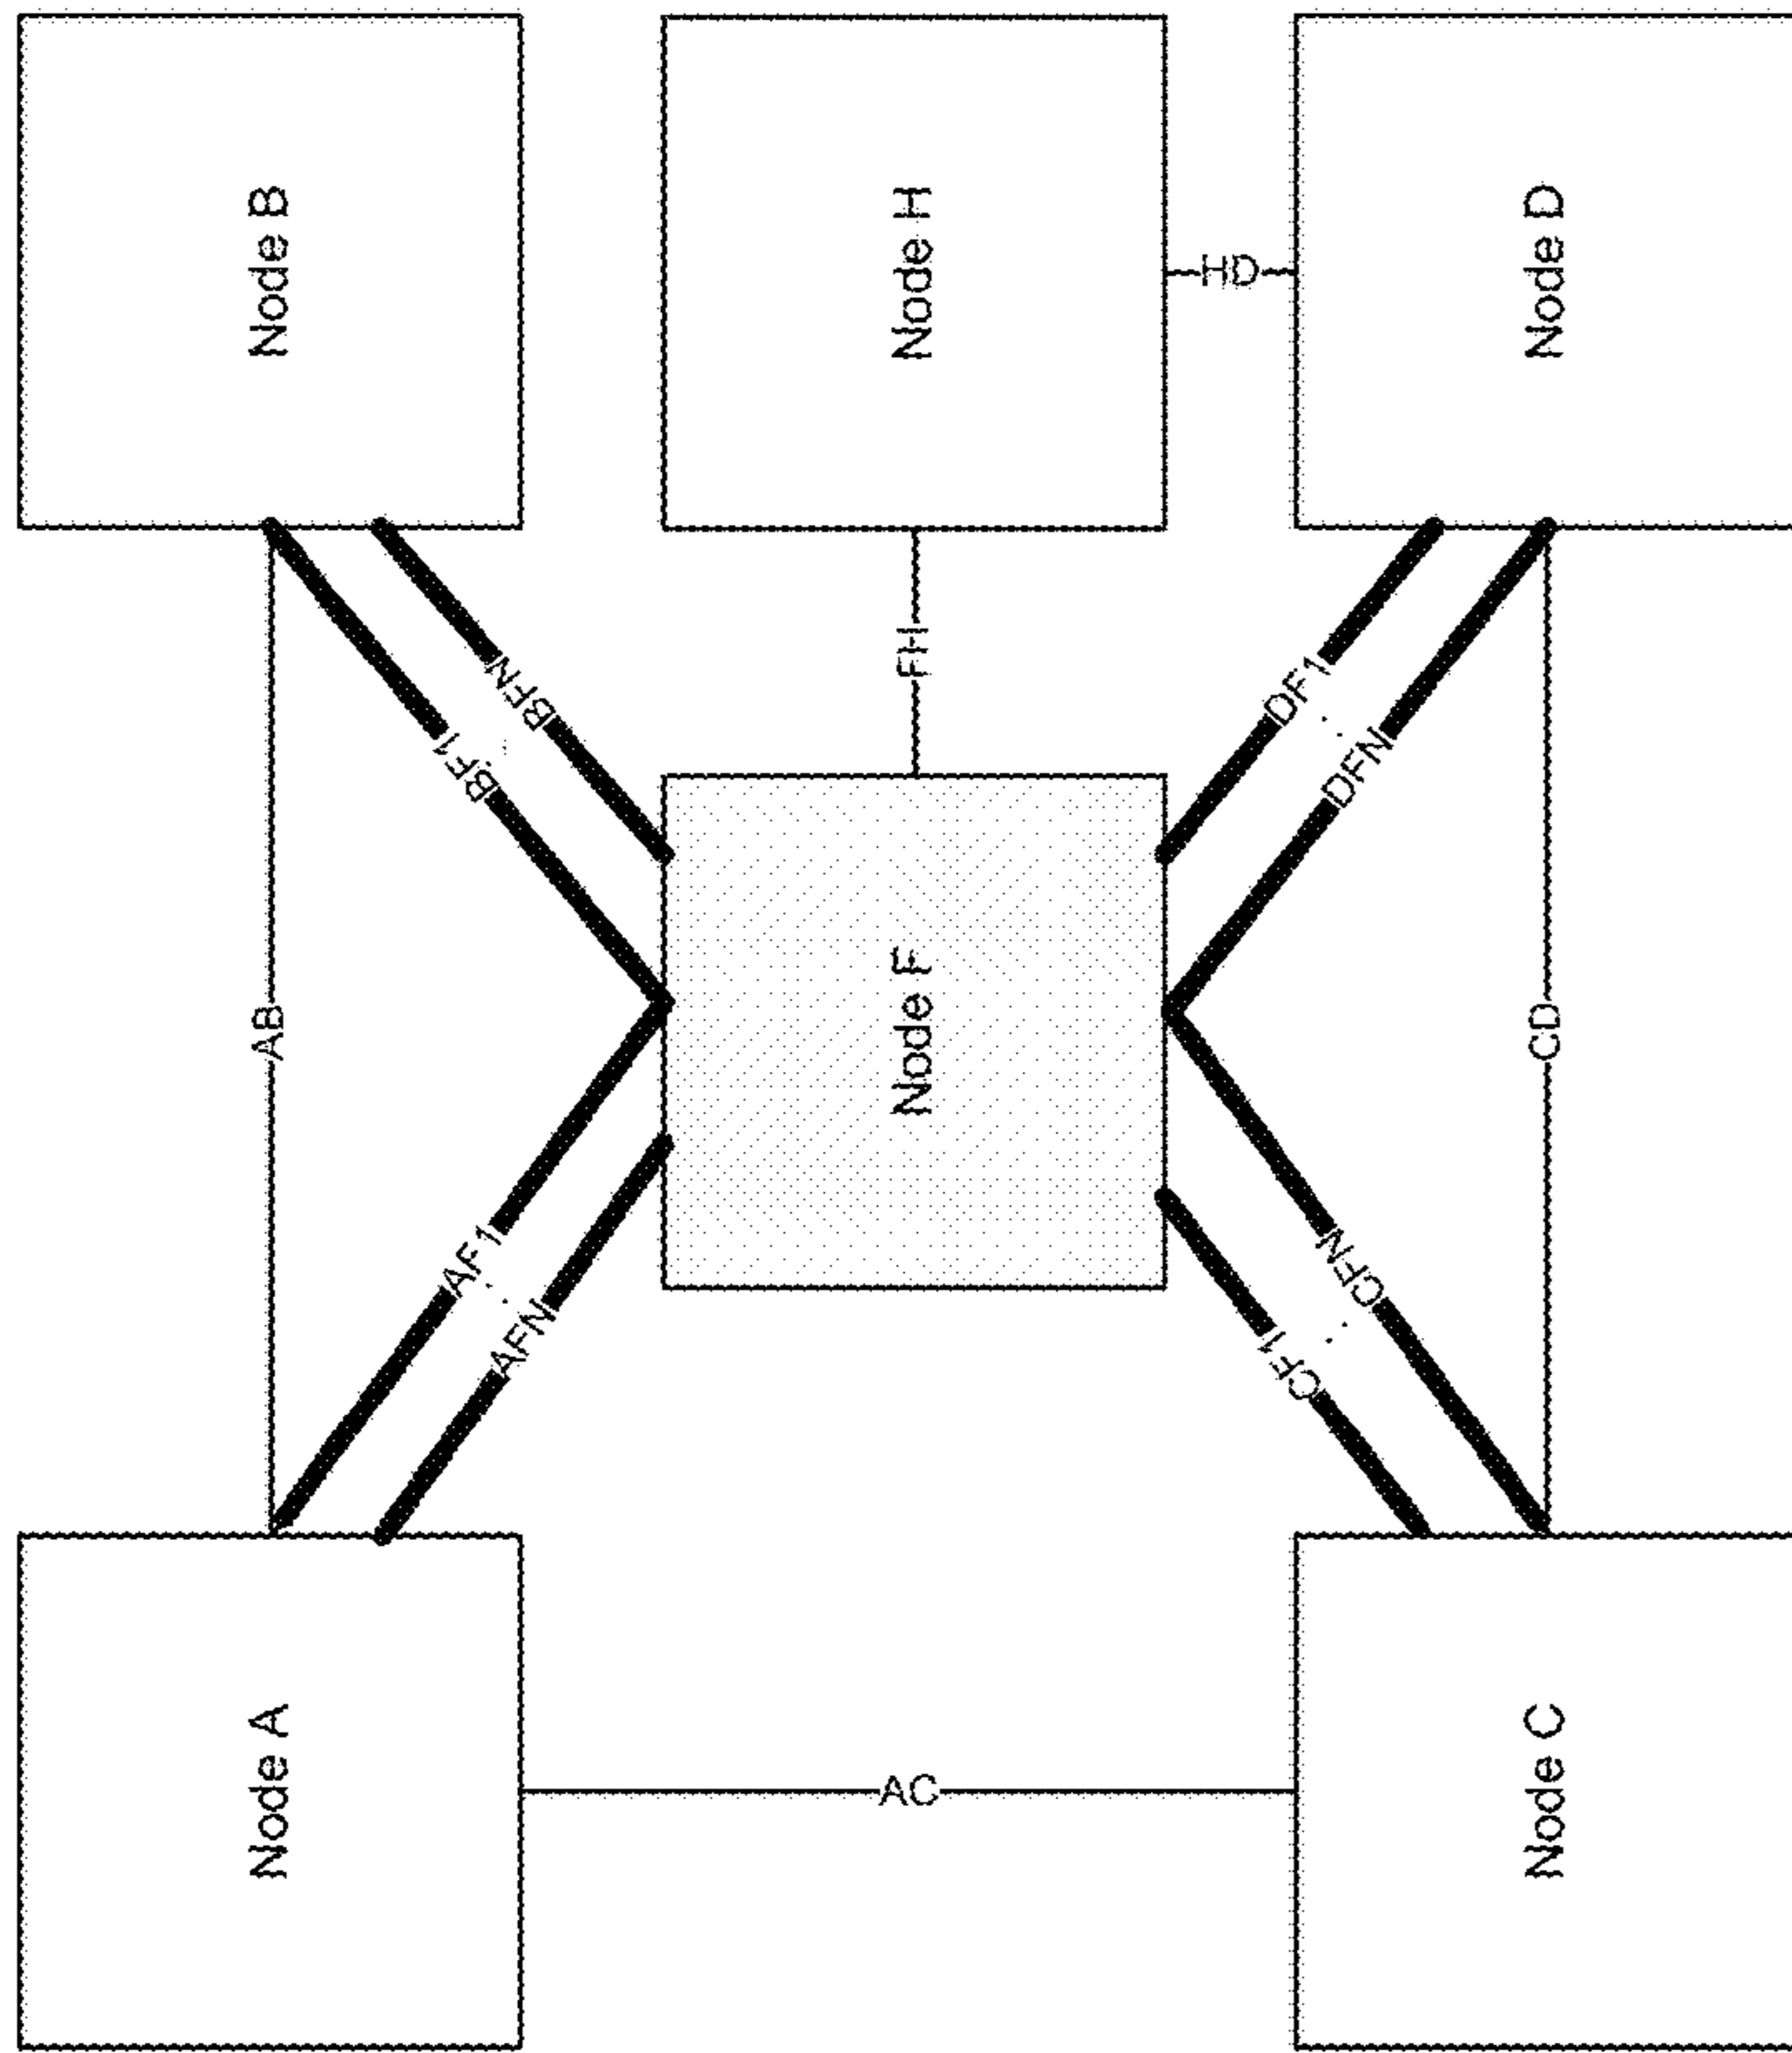 Node B
Node H
Node D
HD
AB
BF1
BFN
FH
DF1
DFN
CD
Node F
AF1
AFN
CF1
CFN
Node A
AC
Node C